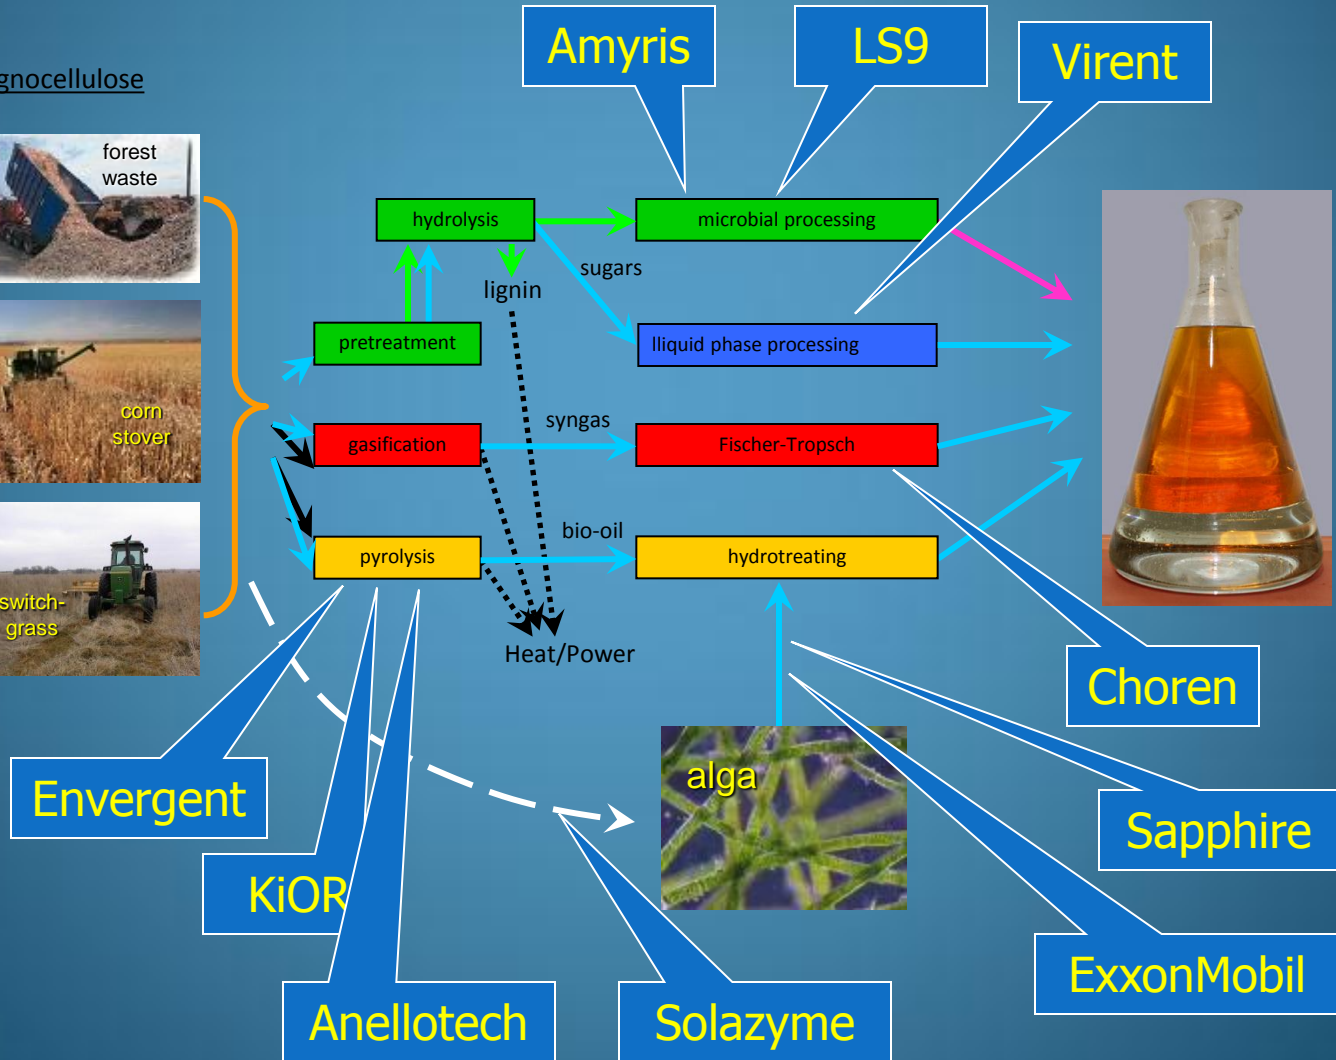 Amyris
LS9
Virent
gnocellulose
forest
waste
hydrolysis
microbial processing
sugars
lignin
pretreatment
lliquid phase processing
corn
stover
syngas
gasification
Fischer-Tropsch
bio-oil
pyrolysis
hydrotreating
switch-
grass
Heat/Power
Choren
alga
Envergent
Sapphire
KiOR
ExxonMobil
Anellotech
Solazyme